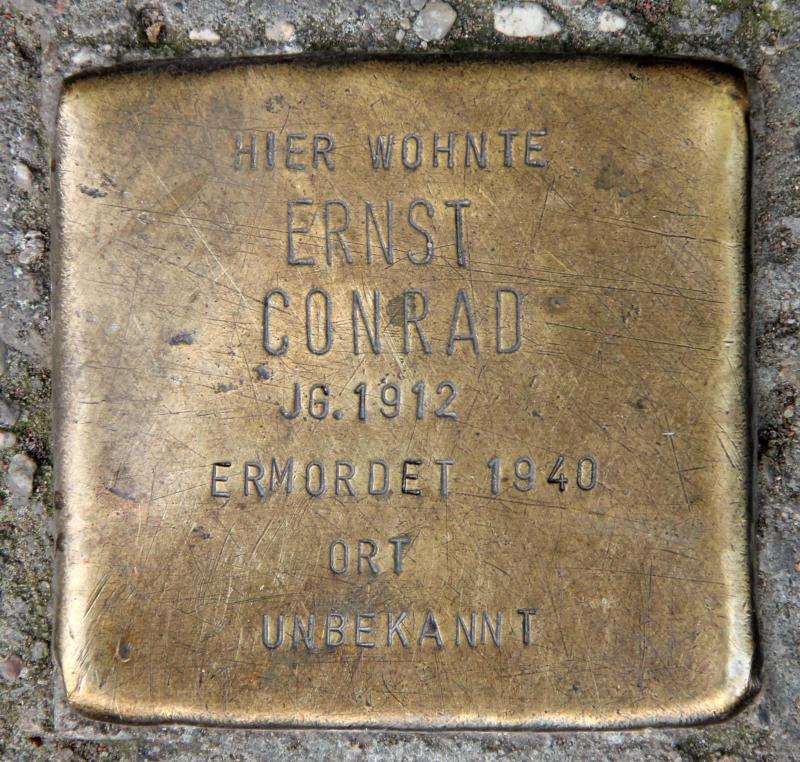 HIER WOHNTE
ERNST
CONRAD
JG. 1912
ERMORDET 1940
ORT
UNBEKANNT